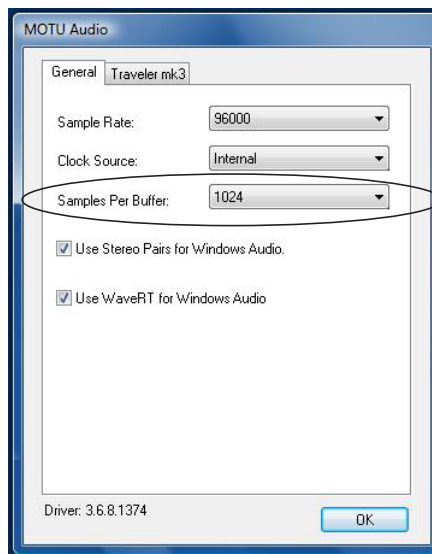 MOTU Audio
General Traveler mk3
Sample Rate: 96000
Clock Source: Internal
Samples Per Buffer: 1024
Use Stereo Pairs for Windows Audio.
Use WaveRT for Windows Audio
Driver: 3.6.8.1374 OK